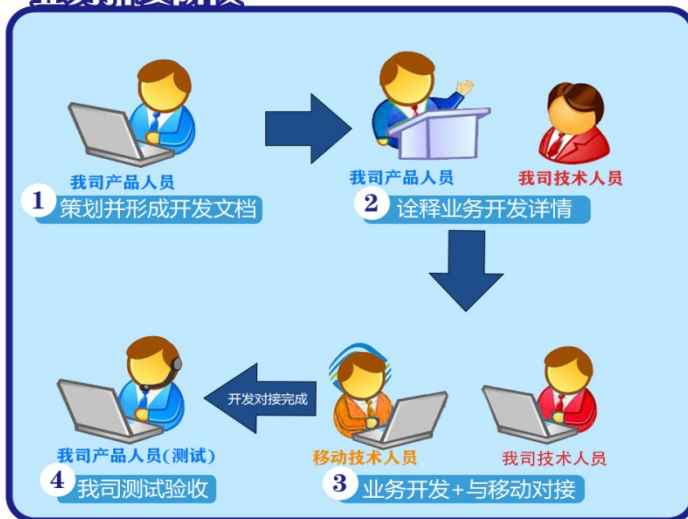 我司产品人员
1 策划并形成开发文档
我司产品人员 我司技术人员
2 诠释业务开发详情
开发对接完成
我司产品人员(测试)
4 我司测试验收
移动技术人员 我司技术人员
3 业务开发+与移动对接